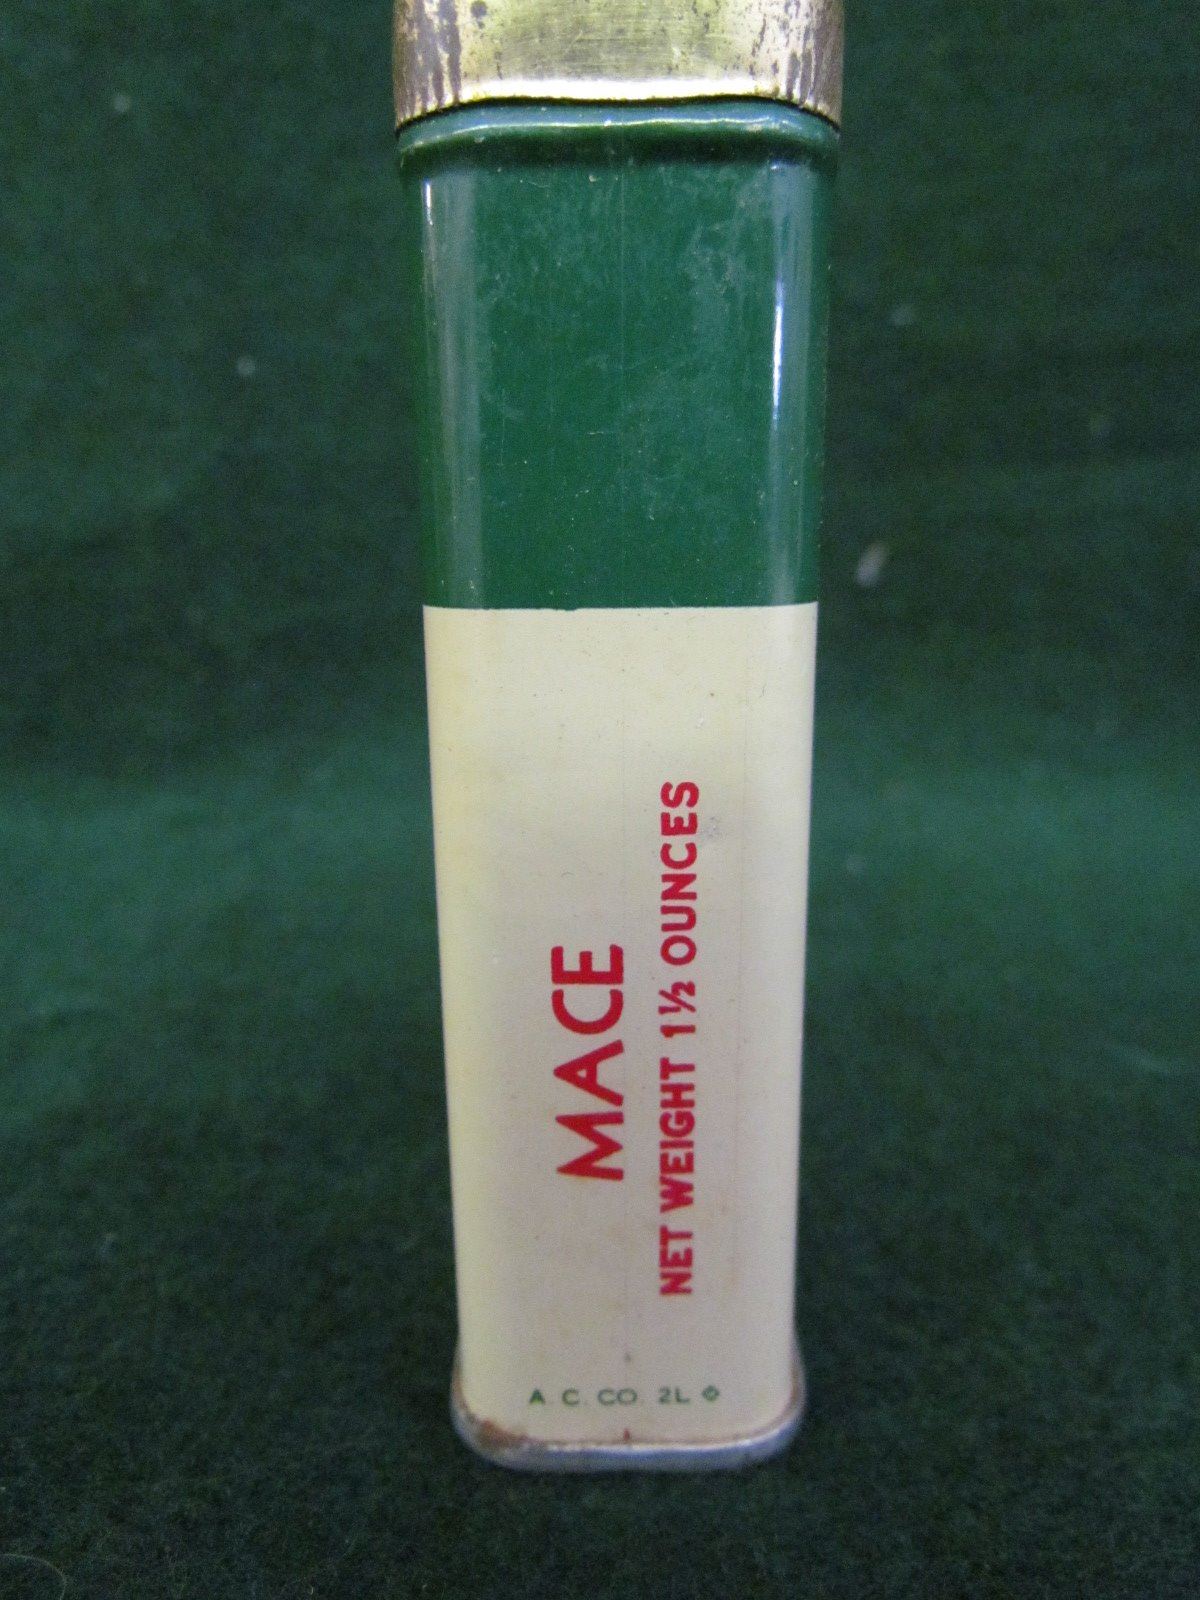 MACE
NET WEIGHT 1½ OUNCES
A. C. CO. 2L